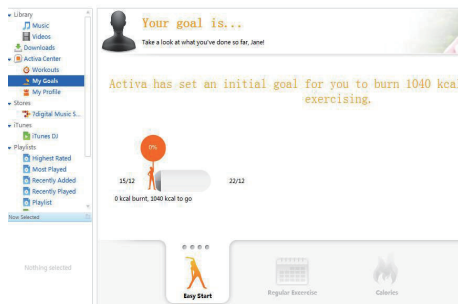 Library
Music
Videos
Downloads
Activa Center
Workouts
My Goals
My Profile
Stores
7digital Music S...
iTunes
iTunes DJ
Playlists
Highest Rated
Most Played
Recently Added
Recently Played
Playlist
Now Selected
Nothing selected
Your goal is...
Take a look at what you've done so far, Jane!
Activa has set an initial goal for you to burn 1040 kcal
exercising.
0%
15/12
22/12
0 kcal burnt, 1040 kcal to go
Easy Start
Regular Exercise
Calories